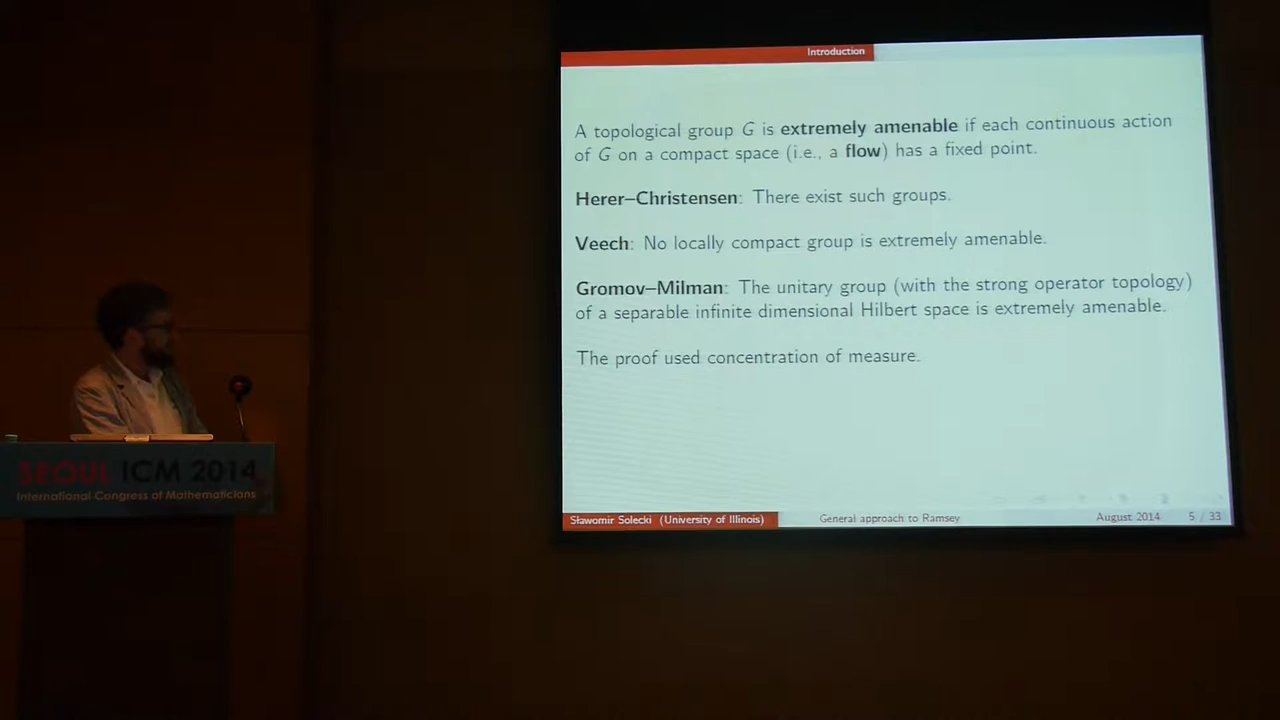 Introduction
A topological group G is extremely amenable if each continuous action
of G on a compact space (i.e., a flow) has a fixed point.
Herer–Christensen: There exist such groups.
Veech: No locally compact group is extremely amenable.
Gromov–Milman: The unitary group (with the strong operator topology)
of a separable infinite dimensional Hilbert space is extremely amenable.
The proof used concentration of measure.
Sławomir Solecki (University of Illinois) General approach to Ramsey August 2014 5 / 33
SEOUL ICM 2014
International Congress of Mathematicians